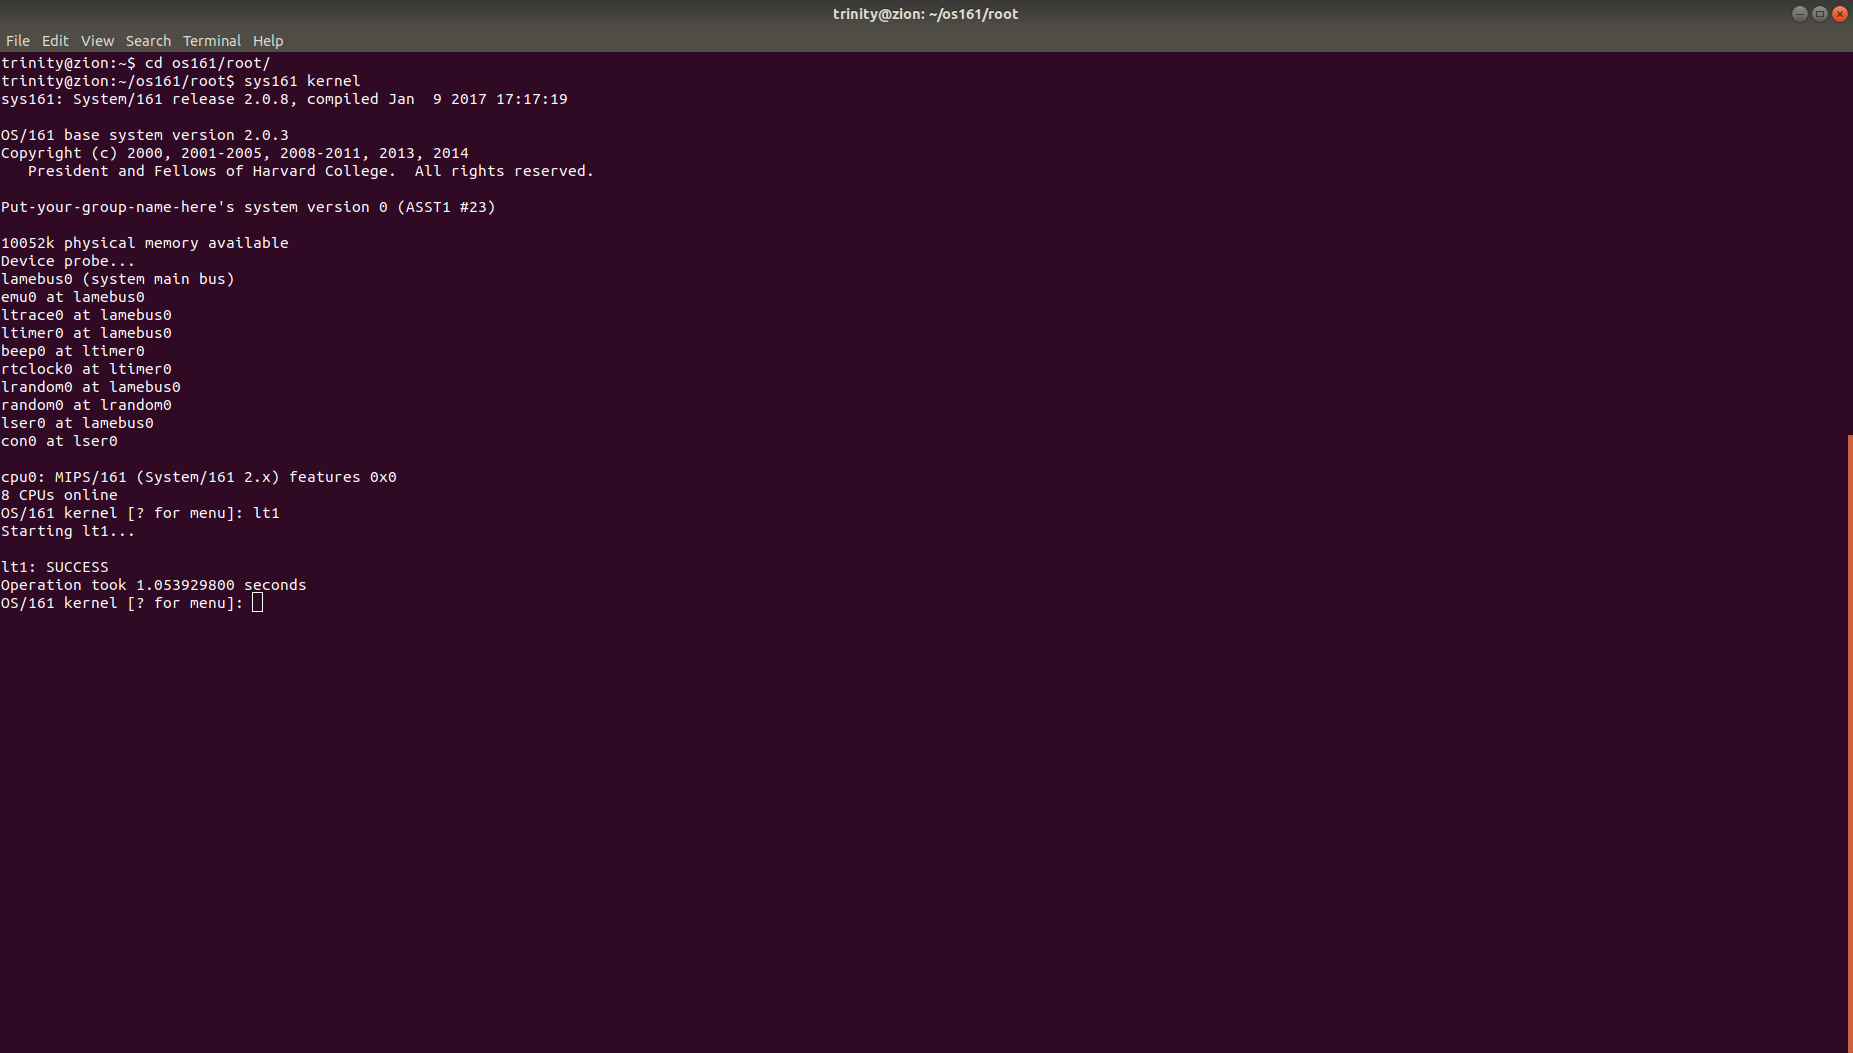 trinity@zion: ~/os161/root
File Edit View Search Terminal Help
trinity@zion:~$ cd os161/root/
trinity@zion:~/os161/root$ sys161 kernel
sys161: System/161 release 2.0.8, compiled Jan  9 2017 17:17:19
OS/161 base system version 2.0.3
Copyright (c) 2000, 2001-2005, 2008-2011, 2013, 2014
   President and Fellows of Harvard College.  All rights reserved.
Put-your-group-name-here's system version 0 (ASST1 #23)
10052k physical memory available
Device probe...
lamebus0 (system main bus)
emu0 at lamebus0
ltrace0 at lamebus0
ltimer0 at lamebus0
beep0 at ltimer0
rtclock0 at ltimer0
lrandom0 at lamebus0
random0 at lrandom0
lser0 at lamebus0
con0 at lser0
cpu0: MIPS/161 (System/161 2.x) features 0x0
8 CPUs online
OS/161 kernel [? for menu]: lt1
Starting lt1...
lt1: SUCCESS
Operation took 1.053929800 seconds
OS/161 kernel [? for menu]: